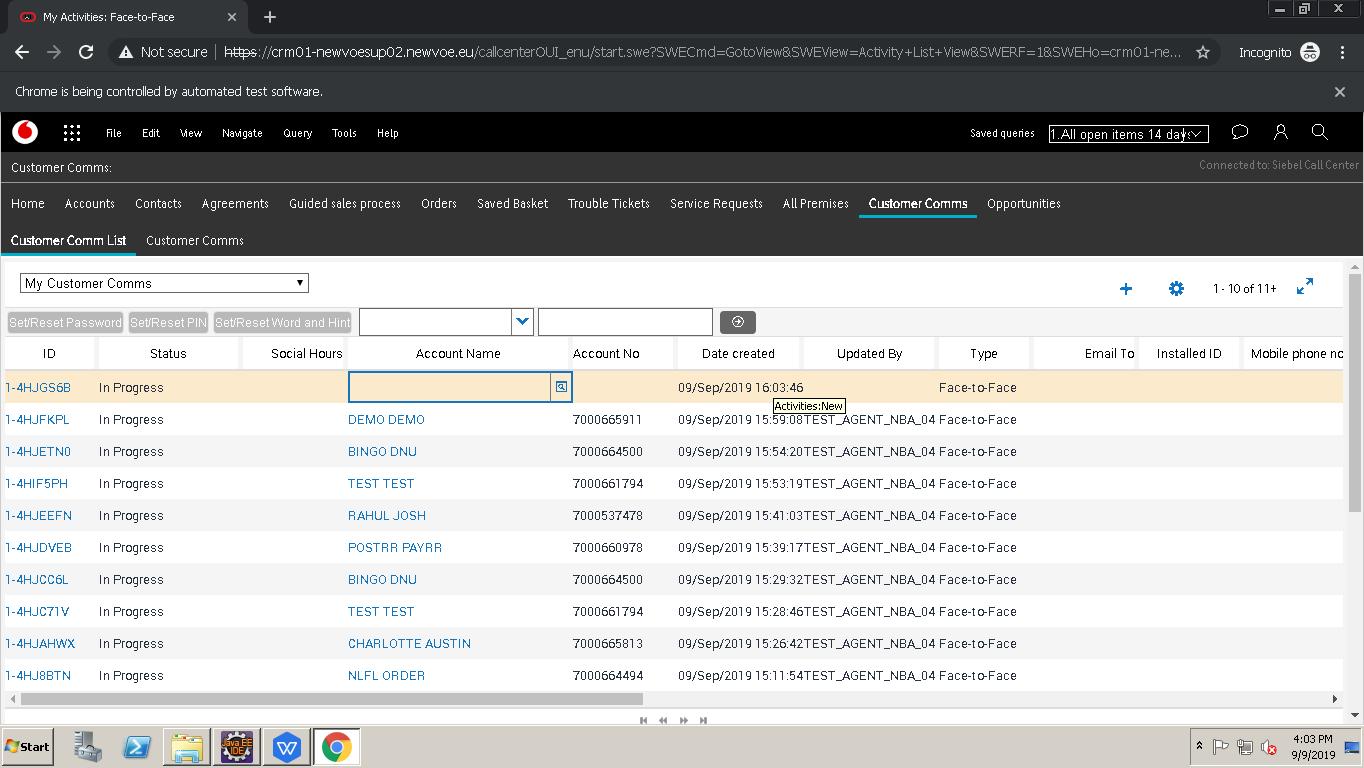 My Activities: Face-to-Face
Not secure https://crm01-newvoesup02.newvoe.eu/callcenterOUI_enu/start.swe?SWECmd=GotoView&SWEView=Activity+List+View&SWERF=1&SWEHo=crm01-ne... Incognito
Chrome is being controlled by automated test software.
File Edit View Navigate Query Tools Help Saved queries 1.All open items 14 days
Customer Comms: Connected to: Siebel Call Center
Home Accounts Contacts Agreements Guided sales process Orders Saved Basket Trouble Tickets Service Requests All Premises Customer Comms Opportunities
Customer Comm List Customer Comms
My Customer Comms 1 - 10 of 11+
Set/Reset Password Set/Reset PIN Set/Reset Word and Hint
ID Status Social Hours Account Name Account No Date created Updated By Type Email To Installed ID Mobile phone no
1-4HJGS6B In Progress 09/Sep/2019 16:03:46 Face-to-Face
Activities:New
1-4HJFKPL In Progress DEMO DEMO 7000665911 09/Sep/2019 15:59:08 TEST_AGENT_NBA_04 Face-to-Face
1-4HJETN0 In Progress BINGO DNU 7000664500 09/Sep/2019 15:54:20 TEST_AGENT_NBA_04 Face-to-Face
1-4HIF5PH In Progress TEST TEST 7000661794 09/Sep/2019 15:53:19 TEST_AGENT_NBA_04 Face-to-Face
1-4HJEEFN In Progress RAHUL JOSH 7000537478 09/Sep/2019 15:41:03 TEST_AGENT_NBA_04 Face-to-Face
1-4HJDVEB In Progress POSTRR PAYRR 7000660978 09/Sep/2019 15:39:17 TEST_AGENT_NBA_04 Face-to-Face
1-4HJCC6L In Progress BINGO DNU 7000664500 09/Sep/2019 15:29:32 TEST_AGENT_NBA_04 Face-to-Face
1-4HJC71V In Progress TEST TEST 7000661794 09/Sep/2019 15:28:46 TEST_AGENT_NBA_04 Face-to-Face
1-4HJAHWX In Progress CHARLOTTE AUSTIN 7000665813 09/Sep/2019 15:26:42 TEST_AGENT_NBA_04 Face-to-Face
1-4HJ8BTN In Progress NLFL ORDER 7000664494 09/Sep/2019 15:11:54 TEST_AGENT_NBA_04 Face-to-Face
Start Java EE IDE W 4:03 PM
9/9/2019